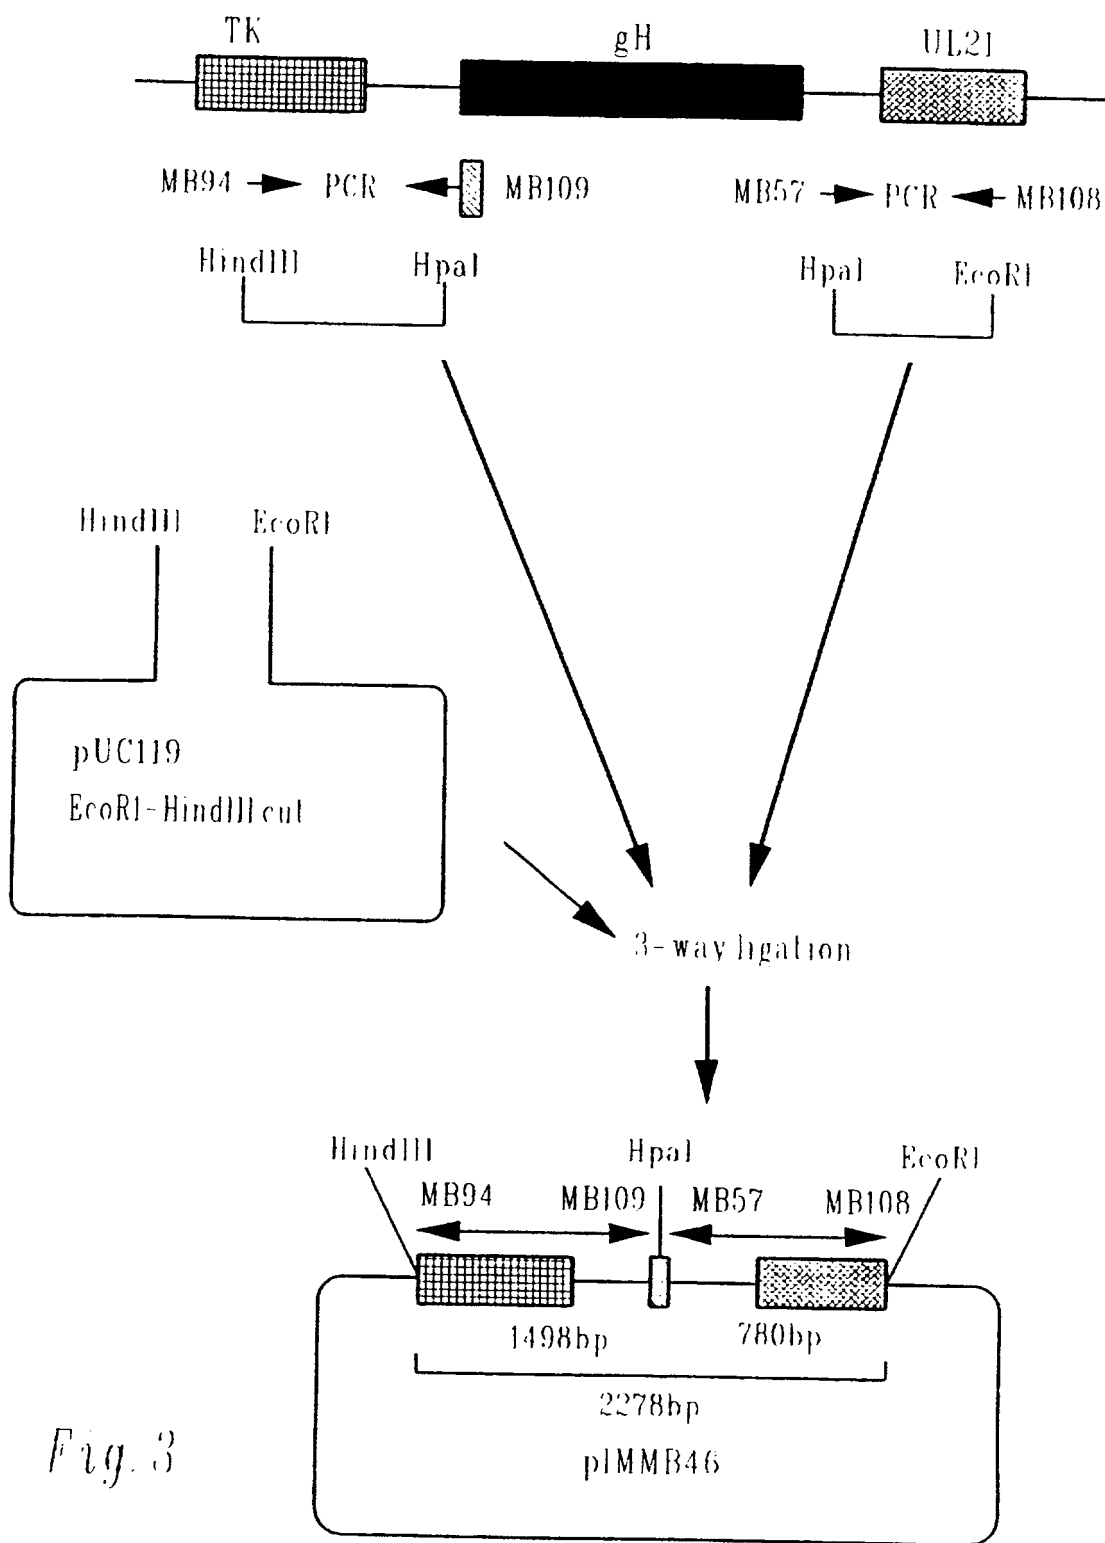 TK gH UL21
MB94 PCR MB109 MB57 PCR MB108
HindIII HpaI HpaI EcoRI
HindIII EcoRI
pUC119
EcoRI-HindIII cut
3-way ligation
HindIII HpaI EcoRI
MB94 MB109 MB57 MB108
1498bp 780bp
2278bp
pIMMB46
Fig. 3